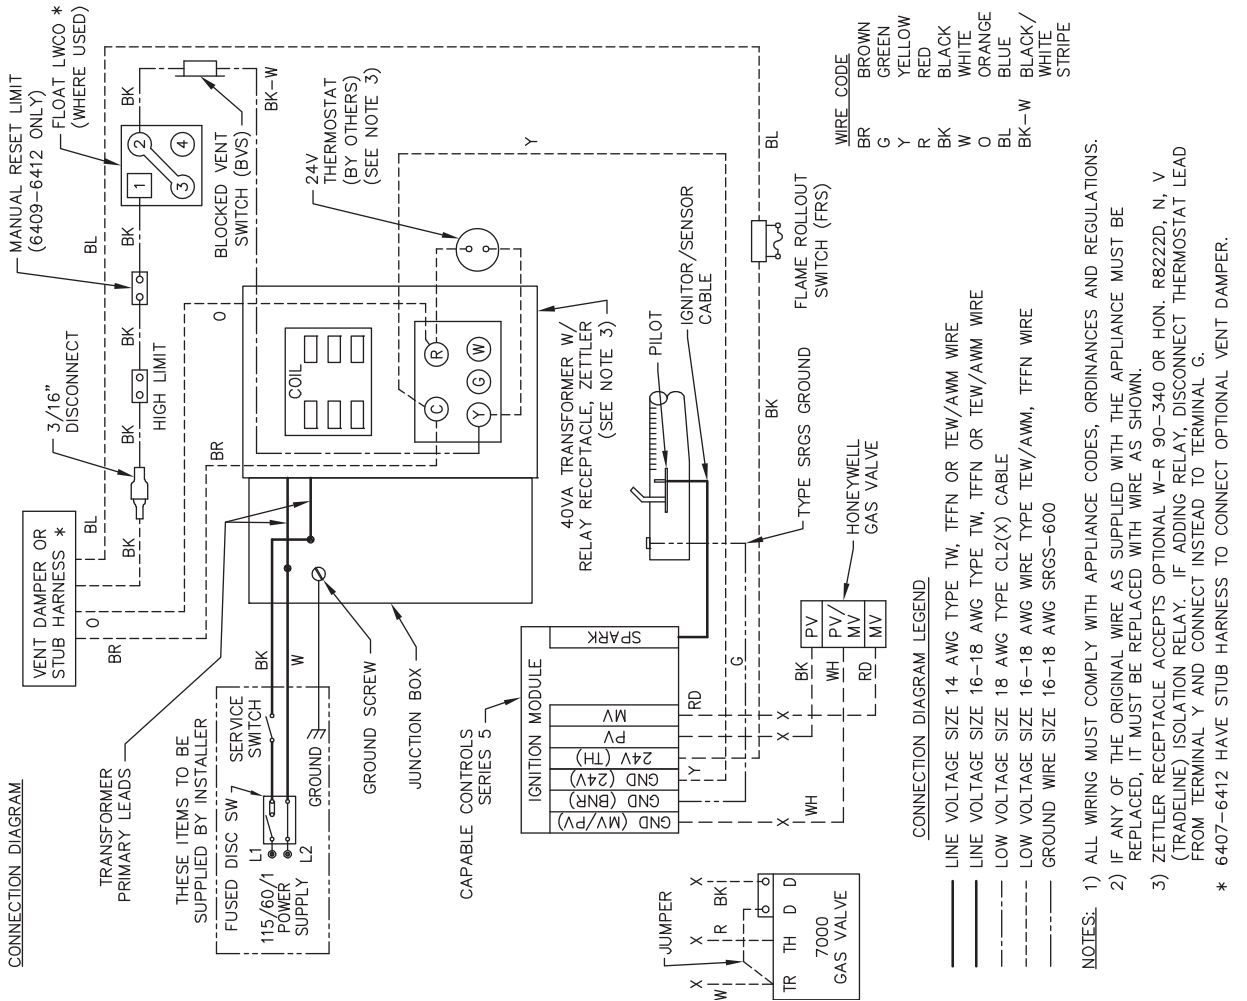 CONNECTION DIAGRAM
TRANSFORMER
PRIMARY LEADS
THESE ITEMS TO BE
SUPPLIED BY INSTALLER
FUSED DISC SW
SERVICE
SWITCH
L1
L2
115/60/1
POWER
SUPPLY
GROUND
BK
W
GROUND SCREW
JUNCTION BOX
VENT DAMPER OR
STUB HARNESS *
BR
O
BK
BL
3/16"
DISCONNECT
BK
HIGH LIMIT
BK
MANUAL RESET LIMIT
(6409-6412 ONLY)
BK
FLOAT LWCO *
(WHERE USED)
1
2
3
4
BK
BL
BLOCKED VENT
SWITCH (BVS)
BK-W
BR
O
COIL
C
R
Y
G
W
24V
THERMOSTAT
(BY OTHERS)
(SEE NOTE 3)
40VA TRANSFORMER W/
RELAY RECEPTACLE, ZETTLER
(SEE NOTE 3)
Y
CAPABLE CONTROLS
SERIES 5
IGNITION MODULE
GND (MV/PV)
GND (BNR)
GND (24V)
24V (TH)
PV
MV
SPARK
PILOT
IGNITOR/SENSOR
CABLE
TYPE SRGS GROUND
BK
FLAME ROLLOUT
SWITCH (FRS)
BL
RD
Y
G
WH
X
X
X
BK
WH
RD
PV
PV/
MV
MV
HONEYWELL
GAS VALVE
JUMPER
X
X
X
W
R
BK
TR
TH
D
D
7000
GAS VALVE
WIRE CODE
BR BROWN
G GREEN
Y YELLOW
R RED
BK BLACK
W WHITE
O ORANGE
BL BLUE
BK-W BLACK/
WHITE
STRIPE
CONNECTION DIAGRAM LEGEND
LINE VOLTAGE SIZE 14 AWG TYPE TW, TFFN OR TEW/AWM WIRE
LINE VOLTAGE SIZE 16-18 AWG TYPE TW, TFFN OR TEW/AWM WIRE
LOW VOLTAGE SIZE 18 AWG TYPE CL2(X) CABLE
LOW VOLTAGE SIZE 16-18 AWG WIRE TYPE TEW/AWM, TFFN WIRE
GROUND WIRE SIZE 16-18 AWG SRGS-600
NOTES: 1) ALL WIRING MUST COMPLY WITH APPLIANCE CODES, ORDINANCES AND REGULATIONS.
2) IF ANY OF THE ORIGINAL WIRE AS SUPPLIED WITH THE APPLIANCE MUST BE
REPLACED, IT MUST BE REPLACED WITH WIRE AS SHOWN.
3) ZETTLER RECEPTACLE ACCEPTS OPTIONAL W-R 90-340 OR HON. R8222D, N, V
(TRADELINE) ISOLATION RELAY. IF ADDING RELAY, DISCONNECT THERMOSTAT LEAD
FROM TERMINAL Y AND CONNECT INSTEAD TO TERMINAL G.
* 6407-6412 HAVE STUB HARNESS TO CONNECT OPTIONAL VENT DAMPER.